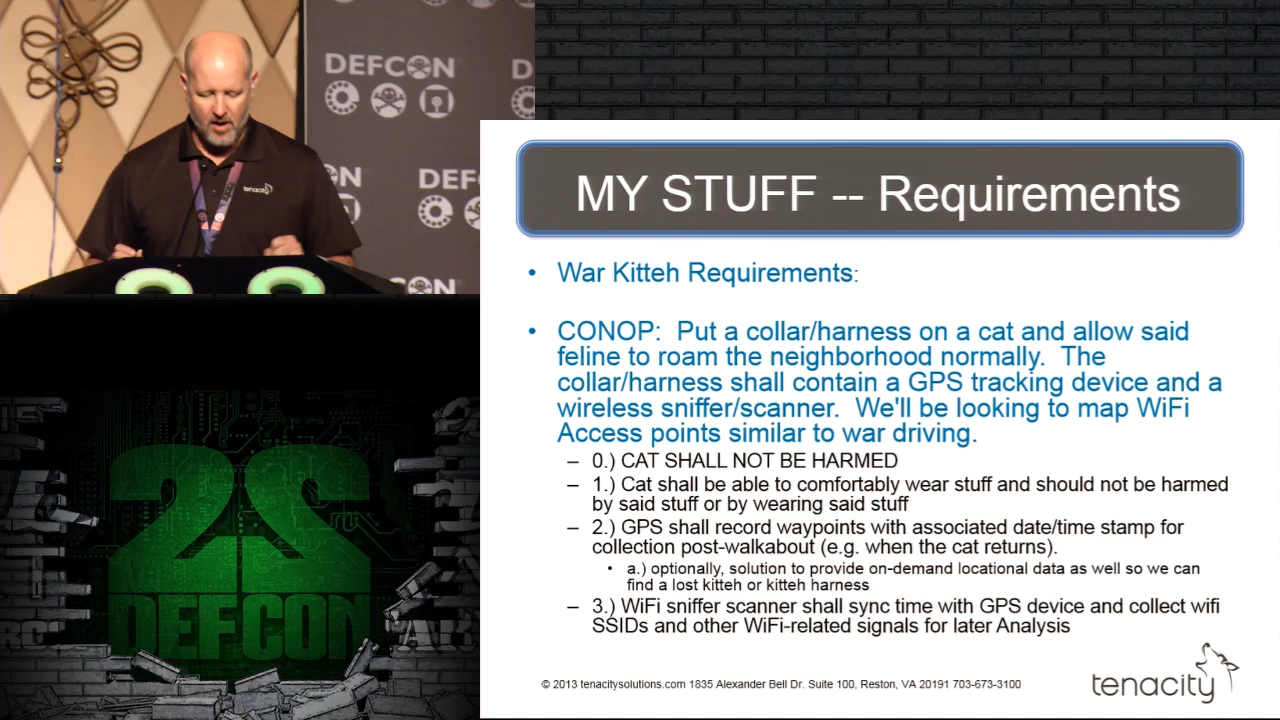 DEFCON
D
tenacity
CON
DEF
CON
MY STUFF -- Requirements
• War Kitteh Requirements:
• CONOP: Put a collar/harness on a cat and allow said
feline to roam the neighborhood normally. The
collar/harness shall contain a GPS tracking device and a
wireless sniffer/scanner. We'll be looking to map WiFi
Access points similar to war driving.
– 0.) CAT SHALL NOT BE HARMED
– 1.) Cat shall be able to comfortably wear stuff and should not be harmed
by said stuff or by wearing said stuff
– 2.) GPS shall record waypoints with associated date/time stamp for
collection post-walkabout (e.g. when the cat returns).
• a.) optionally, solution to provide on-demand locational data as well so we can
find a lost kitteh or kitteh harness
– 3.) WiFi sniffer scanner shall sync time with GPS device and collect wifi
SSIDs and other WiFi-related signals for later Analysis
© 2013 tenacitysolutions.com 1835 Alexander Bell Dr. Suite 100, Reston, VA 20191 703-673-3100
tenacity
22
DEFCON